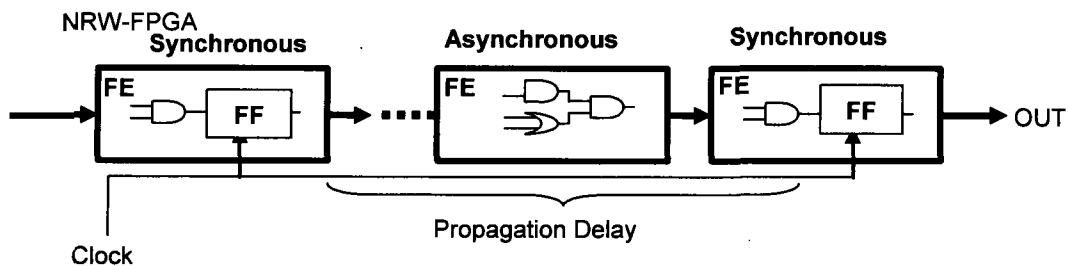 NRW-FPGA
Synchronous
Asynchronous
Synchronous
FE
FF
FE
FE
FF
OUT
Propagation Delay
Clock